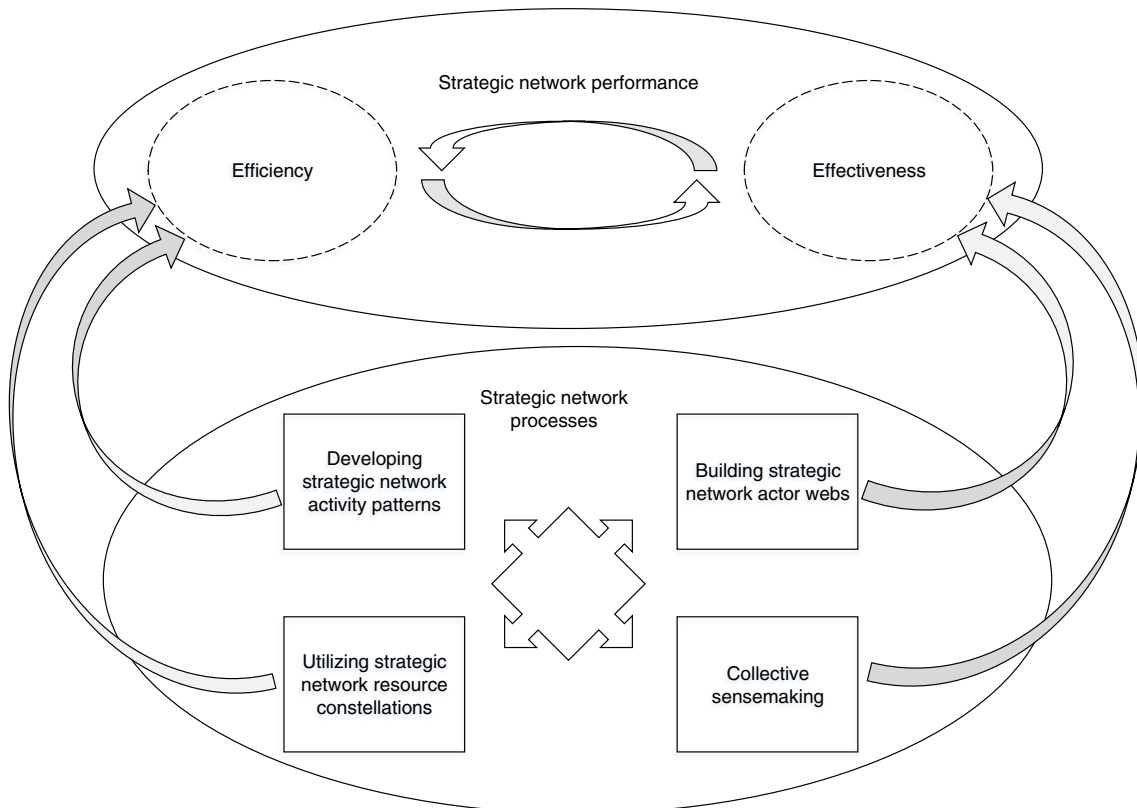 Strategic network performance
Efficiency
Effectiveness
Strategic network
processes
Developing
strategic network
activity patterns
Building strategic
network actor webs
Utilizing strategic
network resource
constellations
Collective
sensemaking